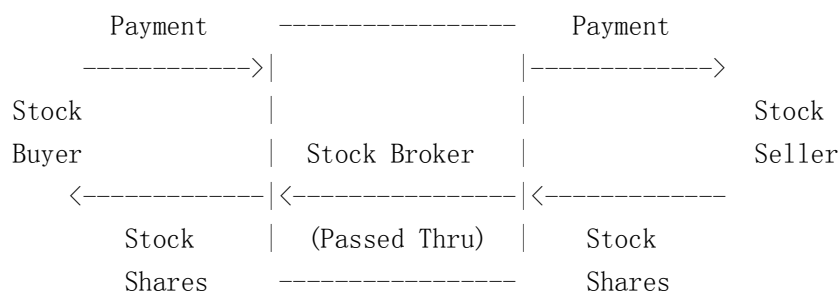 Payment ----------------- Payment
------------>| |------------->
Stock | | Stock
Buyer | Stock Broker | Seller
<-------------|<-----------------|<-------------
Stock | (Passed Thru) | Stock
Shares ----------------- Shares